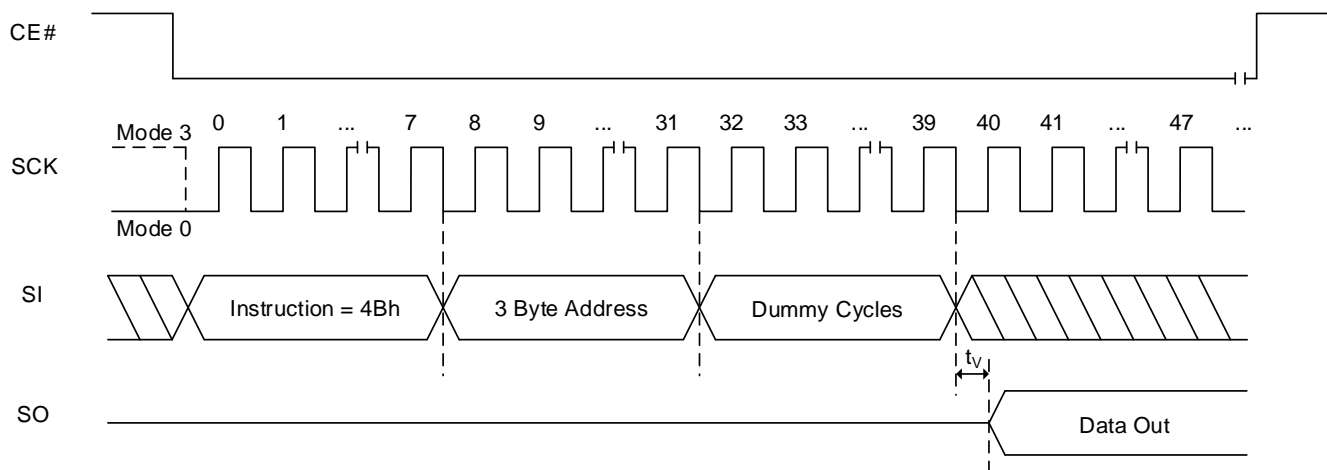 CE#
Mode 3
0 1 ... 7 8 9 ... 31 32 33 ... 39 40 41 ... 47 ...
SCK
Mode 0
SI
Instruction = 4Bh
3 Byte Address
Dummy Cycles
tV
SO
Data Out